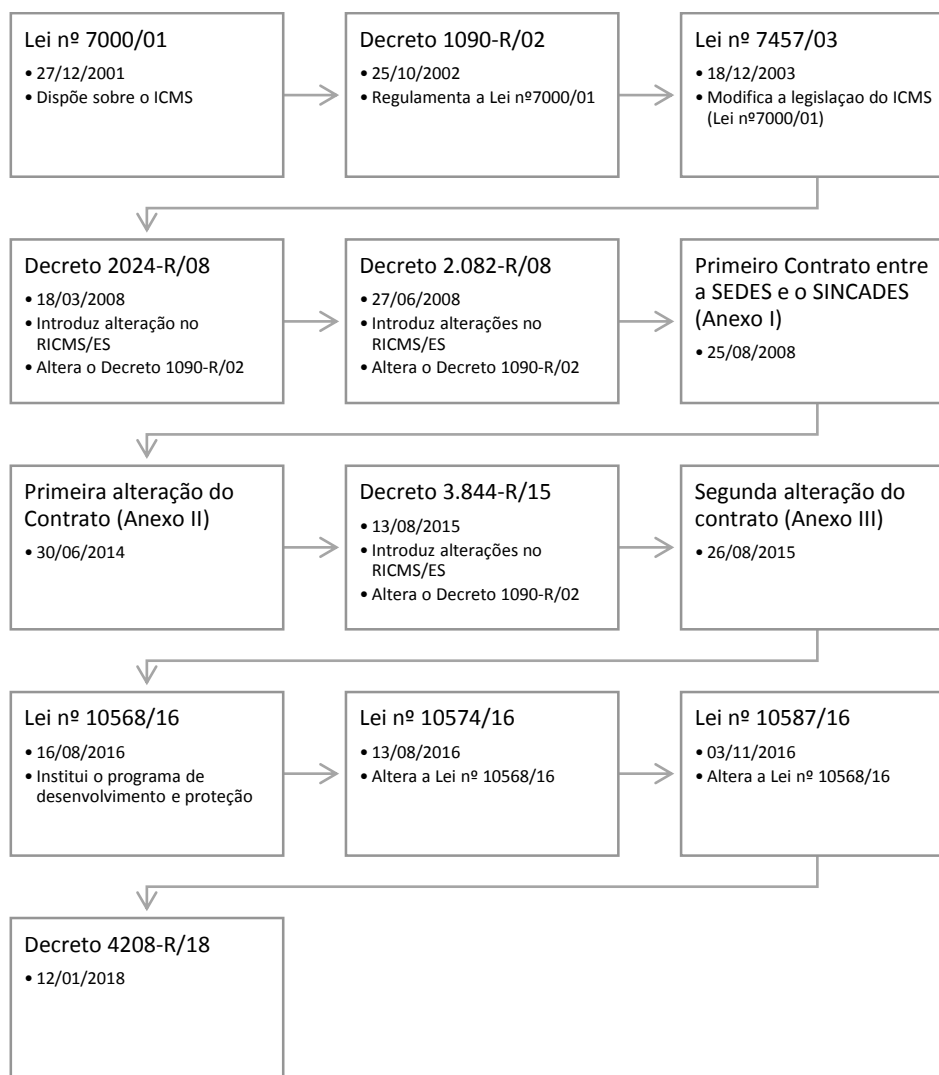 Lei nº 7000/01
• 27/12/2001
• Dispõe sobre o ICMS
Decreto 1090-R/02
• 25/10/2002
• Regulamenta a Lei nº7000/01
Lei nº 7457/03
• 18/12/2003
• Modifica a legislaçao do ICMS
(Lei nº7000/01)
Decreto 2024-R/08
• 18/03/2008
• Introduz alteração no
RICMS/ES
• Altera o Decreto 1090-R/02
Decreto 2.082-R/08
• 27/06/2008
• Introduz alterações no
RICMS/ES
• Altera o Decreto 1090-R/02
Primeiro Contrato entre
a SEDES e o SINCADES
(Anexo I)
• 25/08/2008
Primeira alteração do
Contrato (Anexo II)
• 30/06/2014
Decreto 3.844-R/15
• 13/08/2015
• Introduz alterações no
RICMS/ES
• Altera o Decreto 1090-R/02
Segunda alteração do
contrato (Anexo III)
• 26/08/2015
Lei nº 10568/16
• 16/08/2016
• Institui o programa de
desenvolvimento e proteção
Lei nº 10574/16
• 13/08/2016
• Altera a Lei nº 10568/16
Lei nº 10587/16
• 03/11/2016
• Altera a Lei nº 10568/16
Decreto 4208-R/18
• 12/01/2018